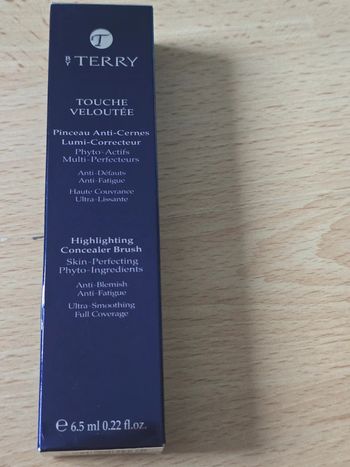 T
BY TERRY
TOUCHE
VELOUTÉE
Pinceau Anti-Cernes
Lumi-Correcteur
Phyto-Actifs
Multi-Perfecteurs
Anti-Défauts
Anti-Fatigue
Haute Couvrance
Ultra-Lissante
Highlighting
Concealer Brush
Skin-Perfecting
Phyto-Ingredients
Anti-Blemish
Anti-Fatigue
Ultra-Smoothing
Full Coverage
℮ 6.5 ml 0.22 fl.oz.